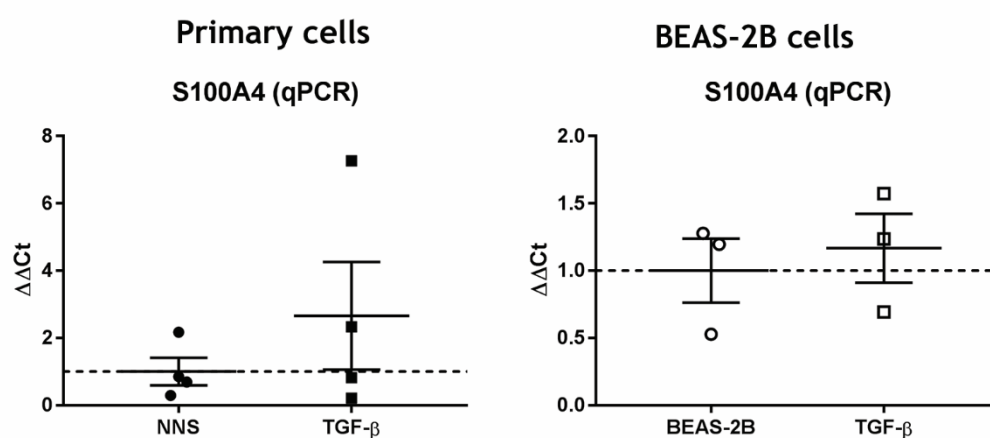 Primary cells
S100A4 (qPCR)
ΔΔCt
8
6
4
2
0
NNS
TGF-β
BEAS-2B cells
S100A4 (qPCR)
ΔΔCt
2.0
1.5
1.0
0.5
0.0
BEAS-2B
TGF-β